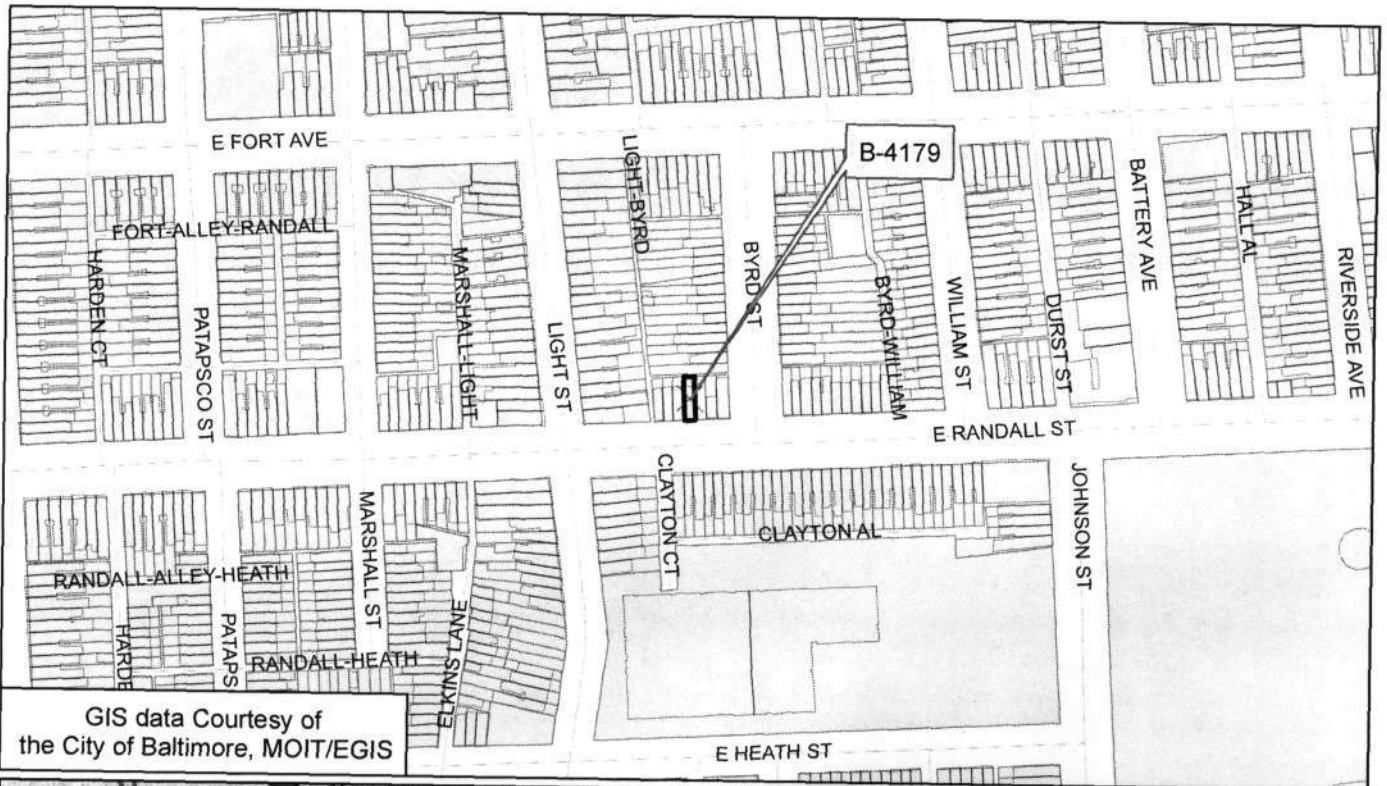 E FORT AVE
B-4179
LIGHT-BYRD
FORT-ALLEY-RANDALL
HARDEN CT
PATAPSCO ST
MARSHALL-LIGHT
LIGHT ST
BYRD ST
BYRD-WILLIAM
WILLIAM ST
DURST ST
BATTERY AVE
HALL AL
RIVERSIDE AVE
E RANDALL ST
CLAYTON CT
CLAYTON AL
JOHNSON ST
MARSHALL ST
RANDALL-ALLEY-HEATH
HARDE
PATAPS
RANDALL-HEATH
ELKINS LANE
E HEATH ST
GIS data Courtesy of
the City of Baltimore, MOIT/EGIS